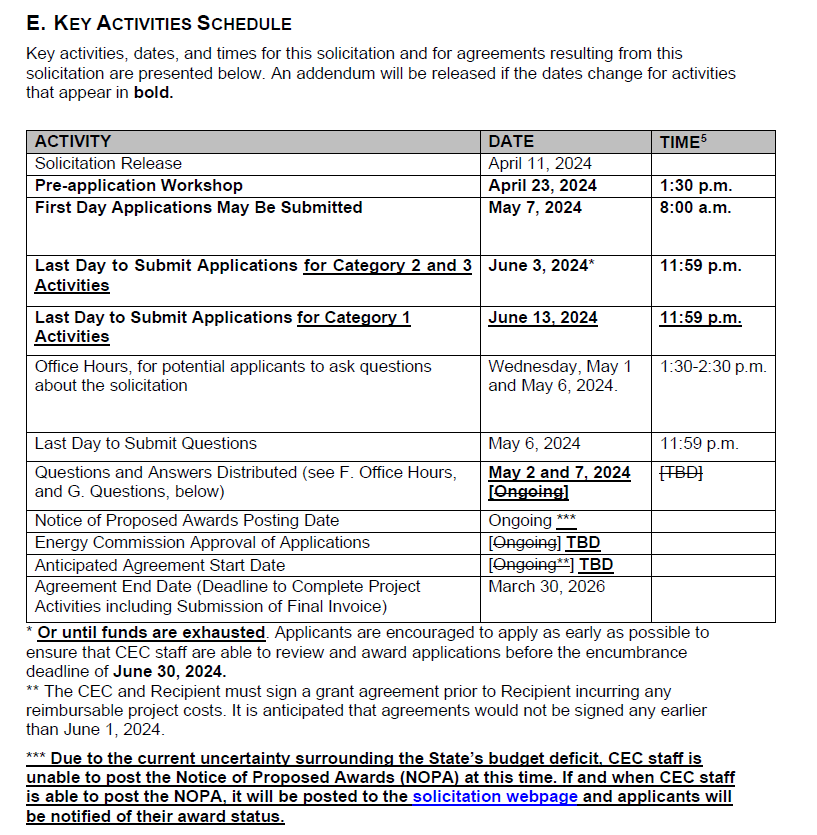 E. KEY ACTIVITIES SCHEDULE
Key activities, dates, and times for this solicitation and for agreements resulting from this
solicitation are presented below. An addendum will be released if the dates change for activities
that appear in bold.
ACTIVITY DATE TIME5
Solicitation Release April 11, 2024
Pre-application Workshop April 23, 2024 1:30 p.m.
First Day Applications May Be Submitted May 7, 2024 8:00 a.m.
Last Day to Submit Applications for Category 2 and 3 June 3, 2024* 11:59 p.m.
Activities
Last Day to Submit Applications for Category 1 June 13, 2024 11:59 p.m.
Activities
Office Hours, for potential applicants to ask questions Wednesday, May 1 1:30-2:30 p.m.
about the solicitation and May 6, 2024.
Last Day to Submit Questions May 6, 2024 11:59 p.m.
Questions and Answers Distributed (see F. Office Hours, May 2 and 7, 2024 [TBD]
and G. Questions, below) [Ongoing]
Notice of Proposed Awards Posting Date Ongoing ***
Energy Commission Approval of Applications [Ongoing] TBD
Anticipated Agreement Start Date [Ongoing**] TBD
Agreement End Date (Deadline to Complete Project March 30, 2026
Activities including Submission of Final Invoice)
* Or until funds are exhausted. Applicants are encouraged to apply as early as possible to
ensure that CEC staff are able to review and award applications before the encumbrance
deadline of June 30, 2024.
** The CEC and Recipient must sign a grant agreement prior to Recipient incurring any
reimbursable project costs. It is anticipated that agreements would not be signed any earlier
than June 1, 2024.
*** Due to the current uncertainty surrounding the State's budget deficit, CEC staff is
unable to post the Notice of Proposed Awards (NOPA) at this time. If and when CEC staff
is able to post the NOPA, it will be posted to the solicitation webpage and applicants will
be notified of their award status.